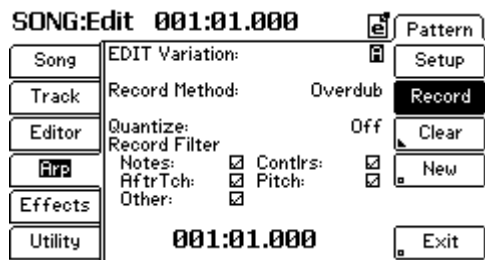 SONG:Edit 001:01.000 e Pattern
Song EDIT Variation: A Setup
Track Record Method: Overdub Record
Editor Quantize: Off Clear
Record Filter
Arp Notes: Contlrs: New
AftrTch: Pitch:
Effects Other:
Utility 001:01.000 Exit